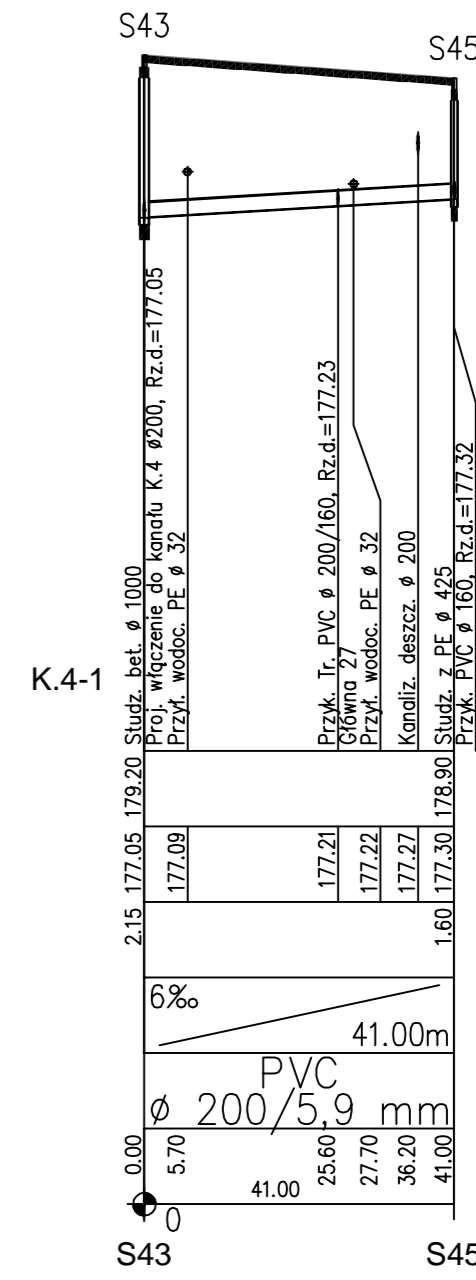 S43
S45
Studz. bet. ø 1000
Proj. włączenie do kanału K.4 ø200, Rz.d.=177.05
Przył. wodoc. PE ø 32
Przyk. Tr. PVC ø 200/160, Rz.d.=177.23
Główna 27
Przył. wodoc. PE ø 32
Kanaliz. deszcz. ø 200
Studz. z PE ø 425
Przyk. PVC ø 160, Rz.d.=177.32
K.4-1
179.20
178.90
177.05
177.09
177.21
177.22
177.27
177.30
2.15
1.60
6‰
41.00m
PVC
ø 200/5,9 mm
0.00
5.70
25.60
27.70
36.20
41.00
41.00
0
S43
S45